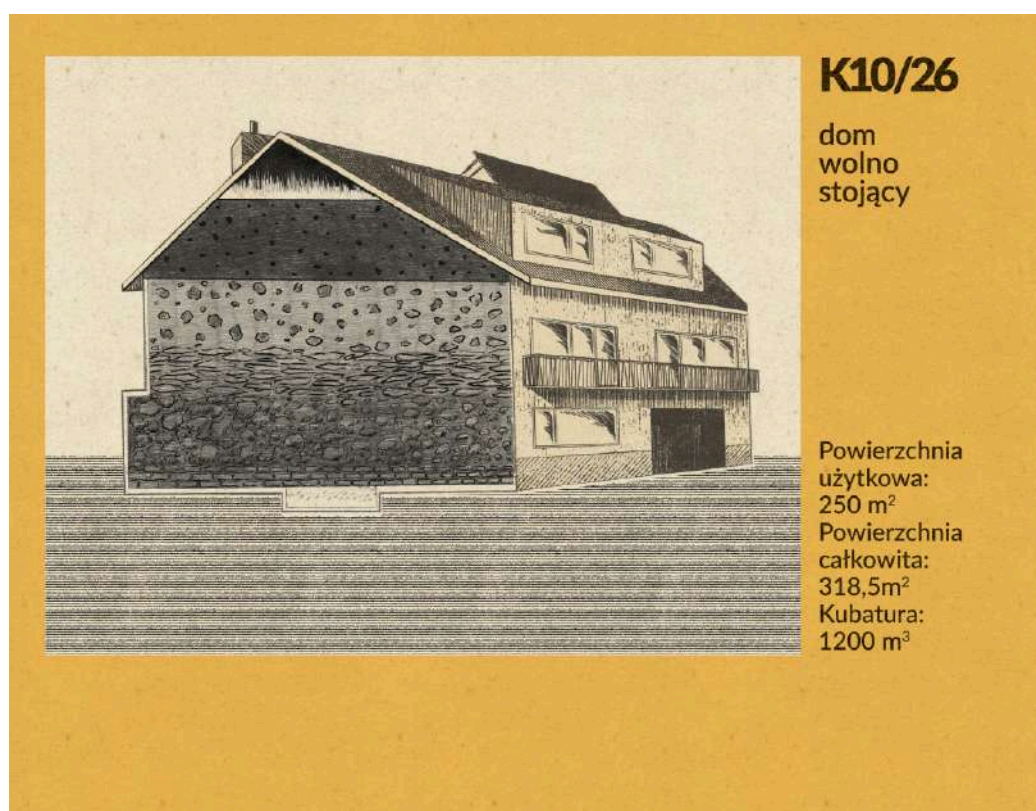 K10/26
dom
wolno
stojący
Powierzchnia
użytkowa:
250 m²
Powierzchnia
całkowita:
318,5m²
Kubatura:
1200 m³